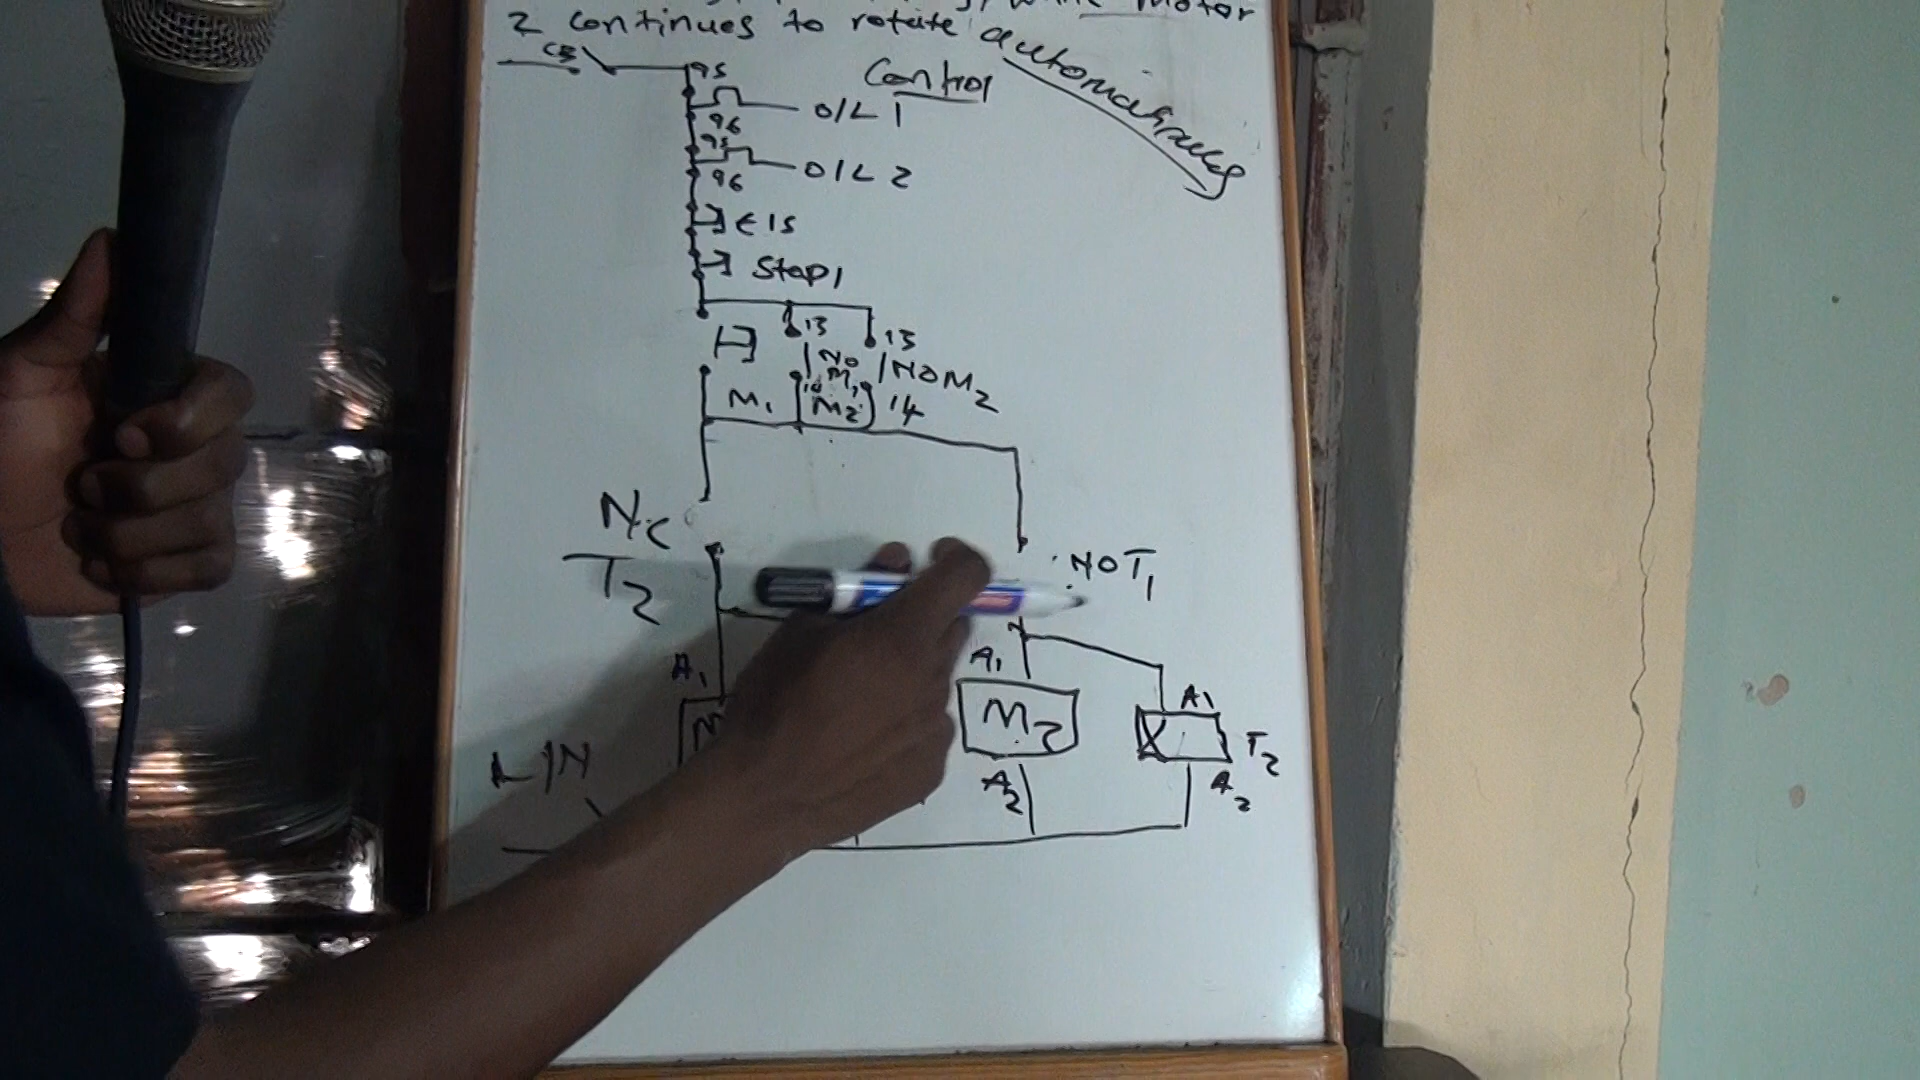 motor
2 continues to rotate automatically
CB
95
Control
O/L 1
96
95
O/L 2
96
E/S
Stop1
13
13
NO
M1
NOM2
M1
M2
14
NC
T2
NOT1
A1
A1
A1
M
M2
T2
L/N
A2
A2